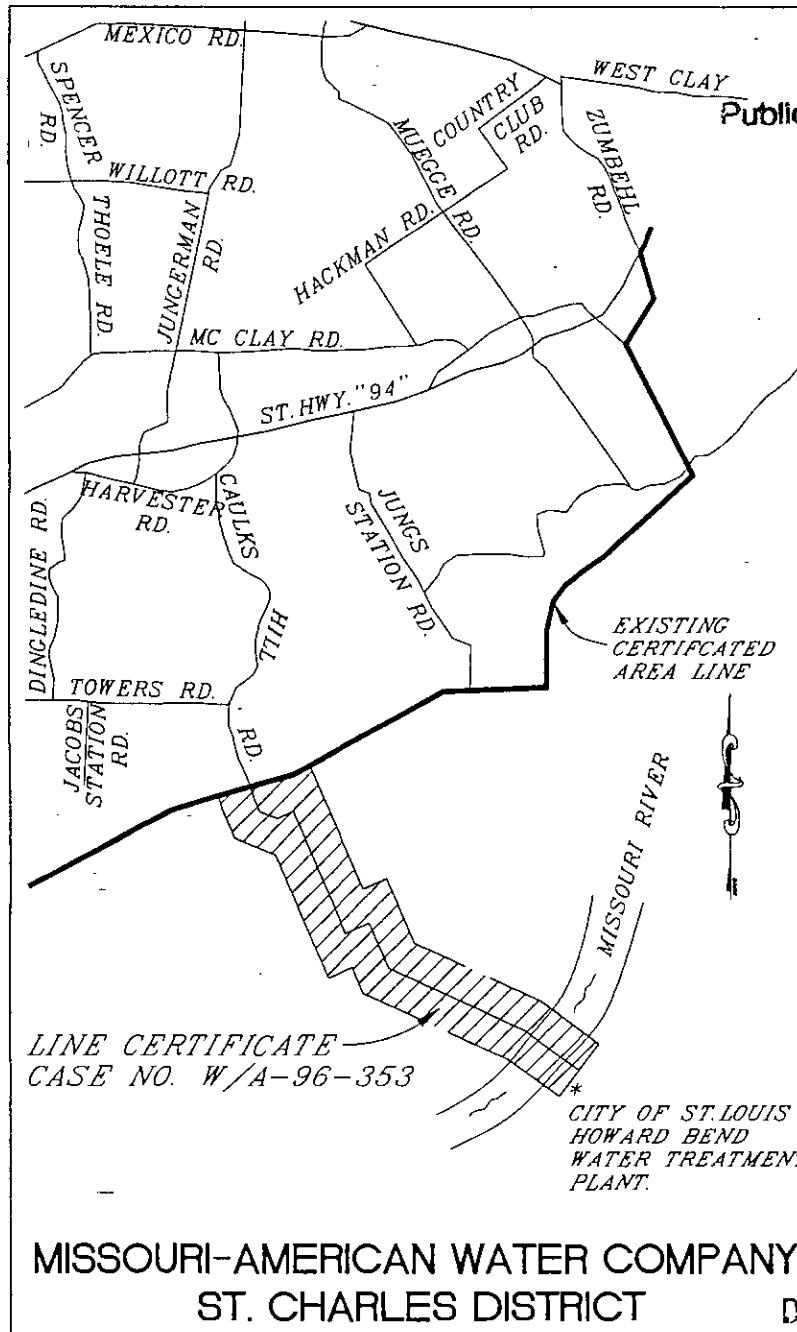 MEXICO RD.
SPENCER
RD.
WILLOTT RD.
THOELE RD.
JUNGERMAN
RD.
MC CLAY RD.
MUEGGE RD.
COUNTRY
CLUB
RD.
WEST CLAY
Public
ZUMBEHL
RD.
HACKMAN RD.
ST. HWY. "94"
HARVESTER
RD.
CAULKS
HILL
RD.
JUNGS
STATION RD.
DINGLEDINE RD.
TOWERS RD.
JACOBS
STATION
RD.
EXISTING
CERTIFCATED
AREA LINE
MISSOURI RIVER
LINE CERTIFICATE
CASE NO. W/A-96-353
*
CITY OF ST.LOUIS
HOWARD BEND
WATER TREATMENT
PLANT.
MISSOURI-AMERICAN WATER COMPANY
ST. CHARLES DISTRICT